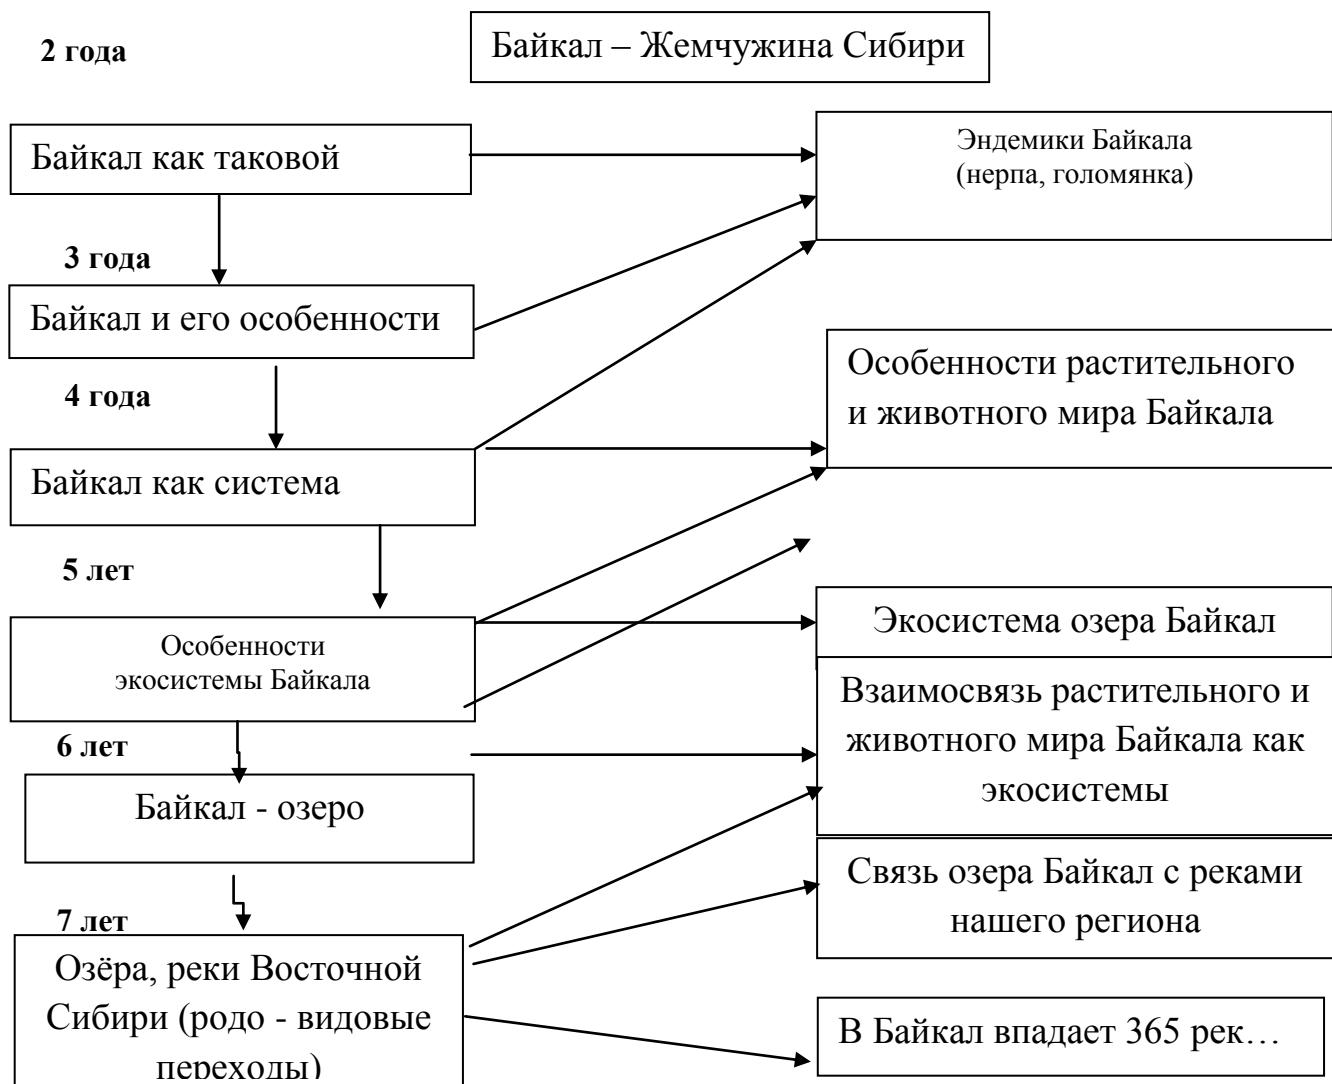 2 года
Байкал – Жемчужина Сибири
Байкал как таковой
Эндемики Байкала
(нерпа, голомянка)
3 года
Байкал и его особенности
Особенности растительного
и животного мира Байкала
4 года
Байкал как система
5 лет
Особенности
экосистемы Байкала
Экосистема озера Байкал
Взаимосвязь растительного и
животного мира Байкала как
экосистемы
6 лет
Байкал - озеро
Связь озера Байкал с реками
нашего региона
7 лет
Озёра, реки Восточной
Сибири (родо - видовые
переходы)
В Байкал впадает 365 рек…